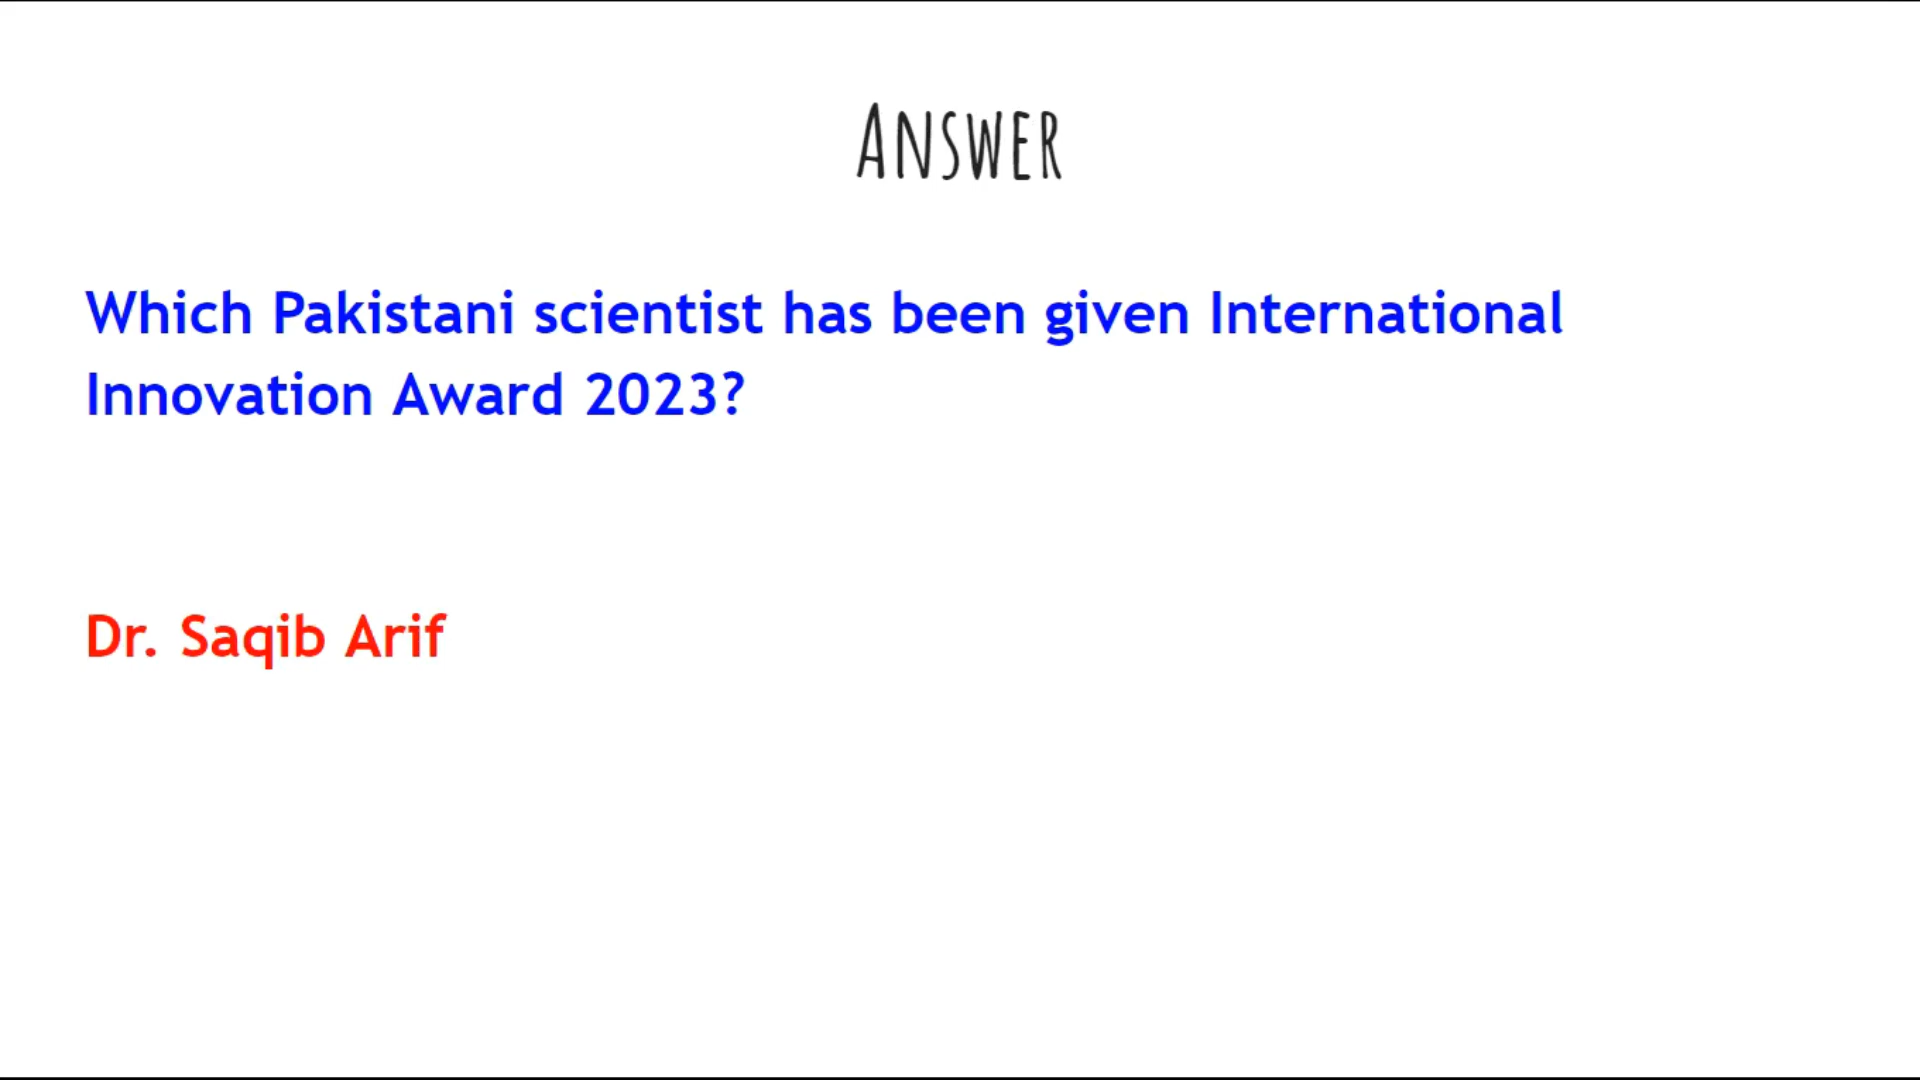 Answer
Which Pakistani scientist has been given International
Innovation Award 2023?
Dr. Saqib Arif